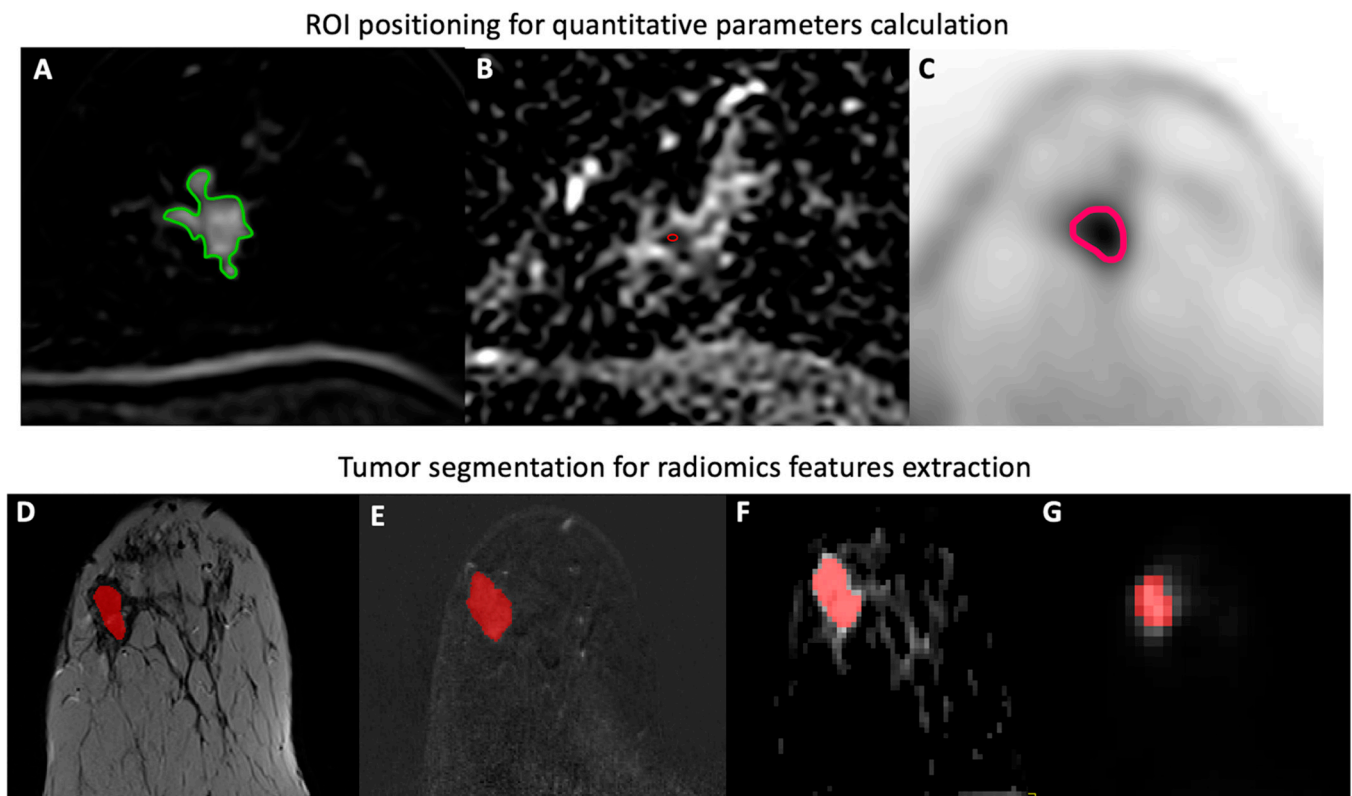 ROI positioning for quantitative parameters calculation
A
B
C
Tumor segmentation for radiomics features extraction
D
E
F
G